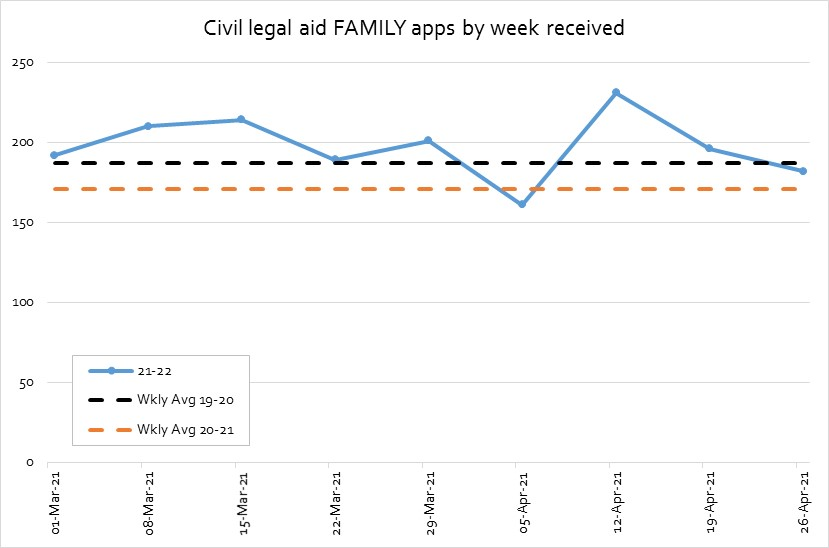 Civil legal aid FAMILY apps by week received
250
200
150
100
50
0
21-22
Wkly Avg 19-20
Wkly Avg 20-21
01-Mar-21
08-Mar-21
15-Mar-21
22-Mar-21
29-Mar-21
05-Apr-21
12-Apr-21
19-Apr-21
26-Apr-21